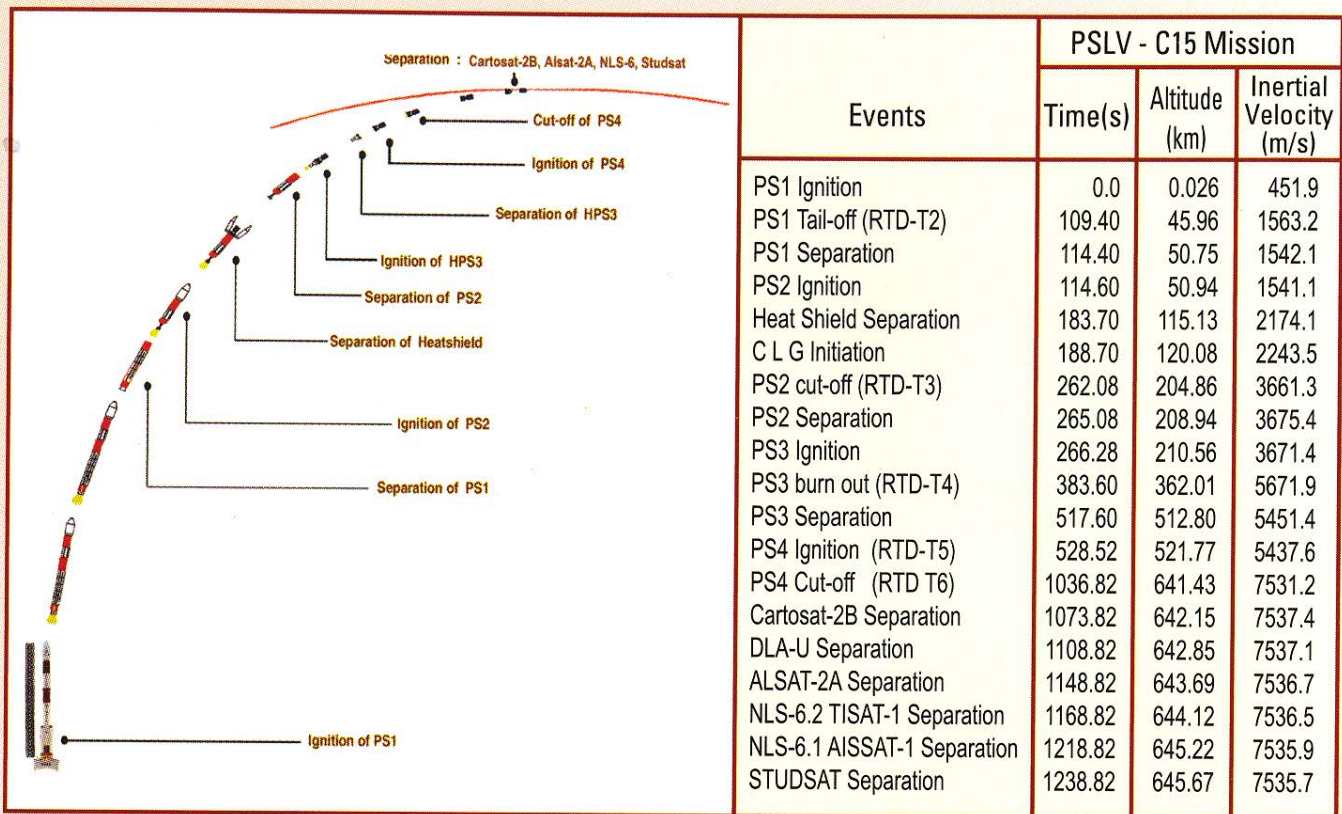 Separation : Cartosat-2B, Alsat-2A, NLS-6, Studsat
Cut-off of PS4
Ignition of PS4
Separation of HPS3
Ignition of HPS3
Separation of PS2
Separation of Heatshield
Ignition of PS2
Separation of PS1
Ignition of PS1
PSLV - C15 Mission
Events Time(s) Altitude (km) Inertial Velocity (m/s)
PS1 Ignition 0.0 0.026 451.9
PS1 Tail-off (RTD-T2) 109.40 45.96 1563.2
PS1 Separation 114.40 50.75 1542.1
PS2 Ignition 114.60 50.94 1541.1
Heat Shield Separation 183.70 115.13 2174.1
C L G Initiation 188.70 120.08 2243.5
PS2 cut-off (RTD-T3) 262.08 204.86 3661.3
PS2 Separation 265.08 208.94 3675.4
PS3 Ignition 266.28 210.56 3671.4
PS3 burn out (RTD-T4) 383.60 362.01 5671.9
PS3 Separation 517.60 512.80 5451.4
PS4 Ignition (RTD-T5) 528.52 521.77 5437.6
PS4 Cut-off (RTD T6) 1036.82 641.43 7531.2
Cartosat-2B Separation 1073.82 642.15 7537.4
DLA-U Separation 1108.82 642.85 7537.1
ALSAT-2A Separation 1148.82 643.69 7536.7
NLS-6.2 TISAT-1 Separation 1168.82 644.12 7536.5
NLS-6.1 AISSAT-1 Separation 1218.82 645.22 7535.9
STUDSAT Separation 1238.82 645.67 7535.7